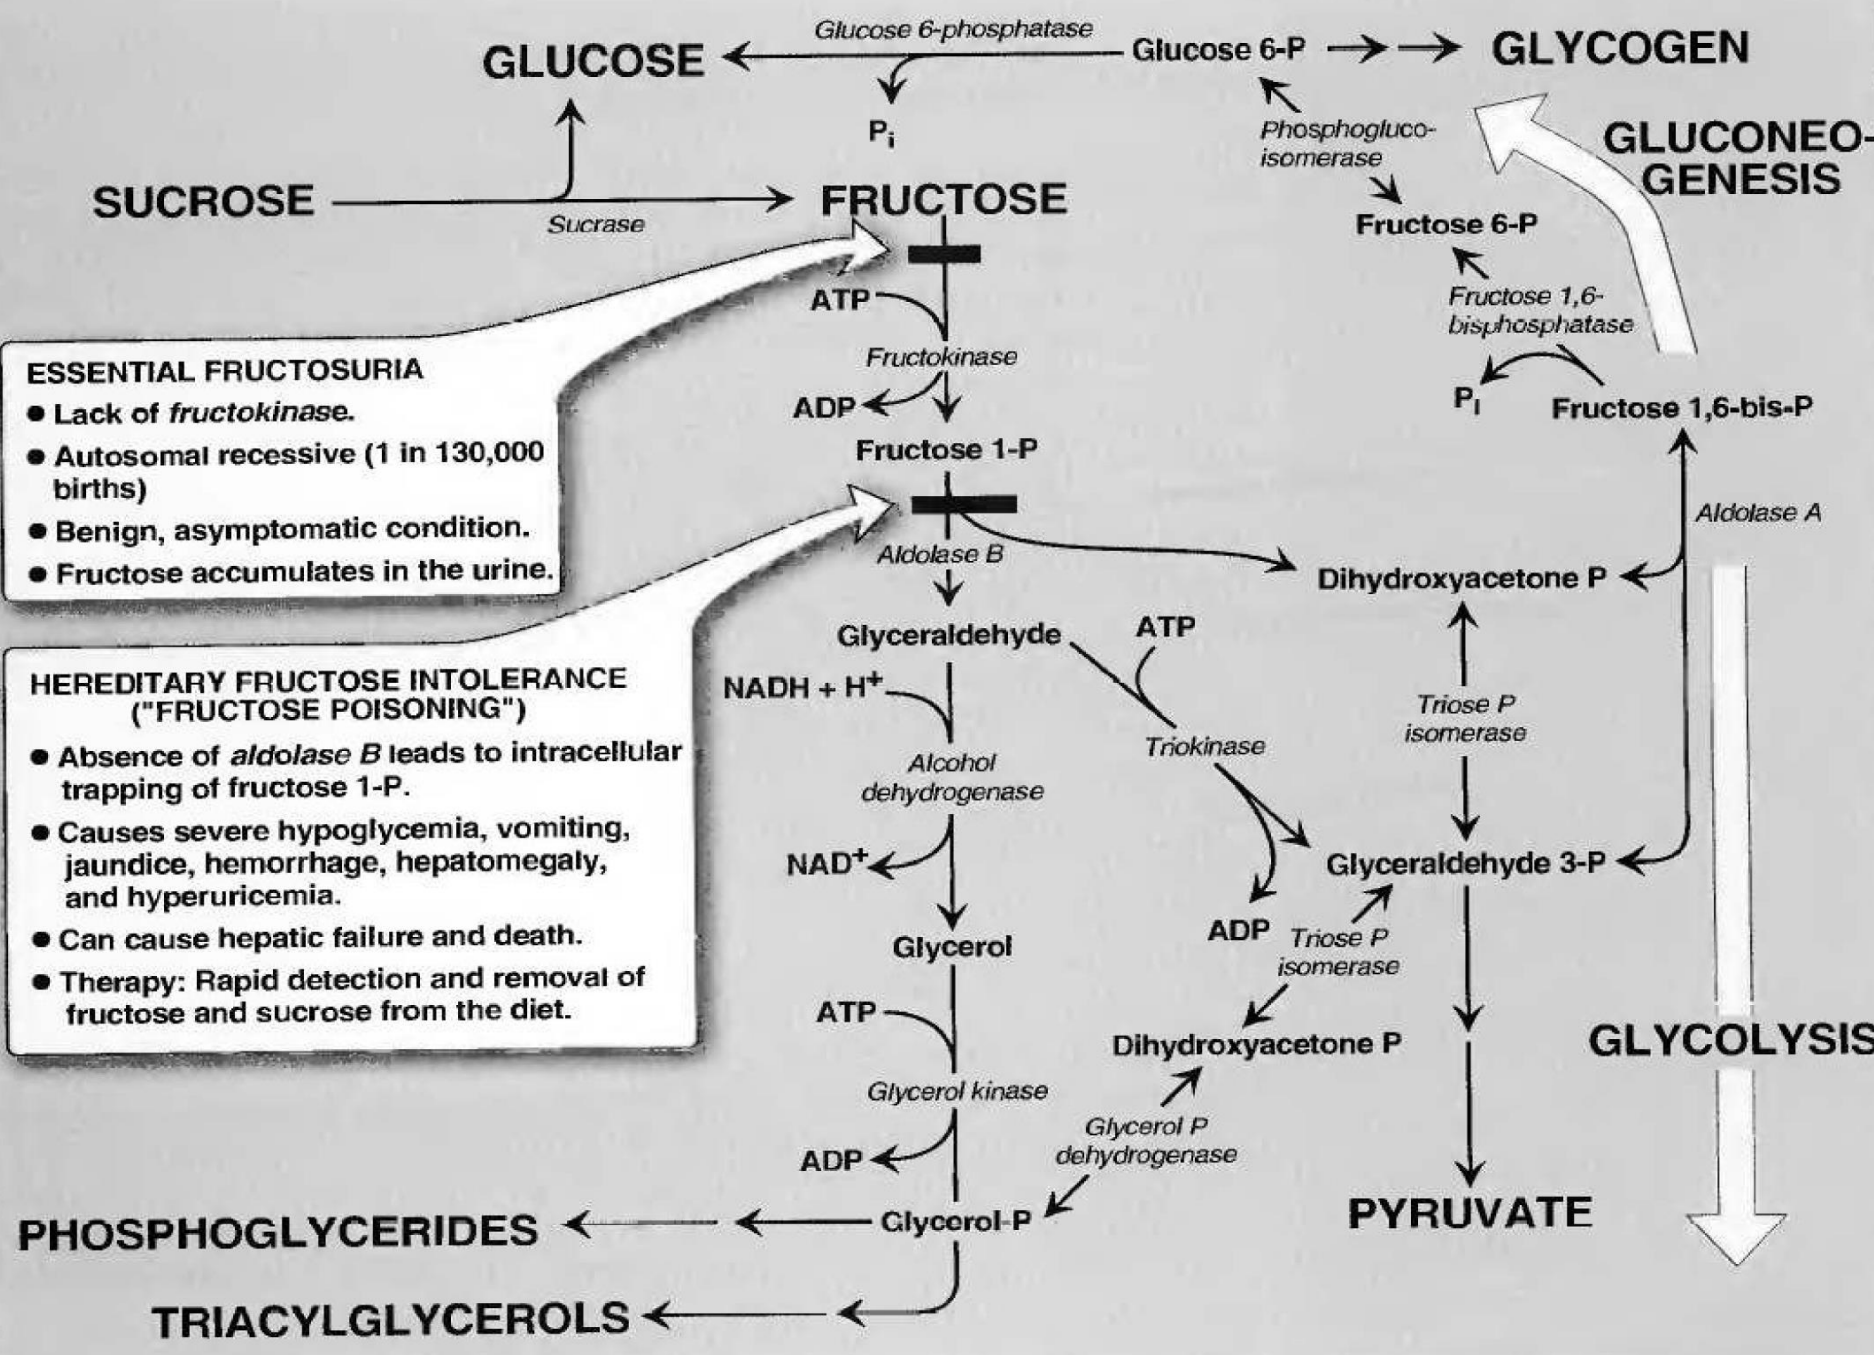 Glucose 6-phosphatase
GLUCOSE
Glucose 6-P
GLYCOGEN
Pi
Phosphogluco-
isomerase
GLUCONEO-
GENESIS
SUCROSE
Sucrase
FRUCTOSE
Fructose 6-P
ATP
Fructose 1,6-
bisphosphatase
Fructokinase
ADP
Pi
Fructose 1,6-bis-P
ESSENTIAL FRUCTOSURIA
● Lack of fructokinase.
● Autosomal recessive (1 in 130,000
births)
● Benign, asymptomatic condition.
● Fructose accumulates in the urine.
Fructose 1-P
Aldolase A
Aldolase B
Dihydroxyacetone P
Glyceraldehyde
ATP
NADH + H+
Triose P
isomerase
Triokinase
Alcohol
dehydrogenase
HEREDITARY FRUCTOSE INTOLERANCE
("FRUCTOSE POISONING")
● Absence of aldolase B leads to intracellular
trapping of fructose 1-P.
● Causes severe hypoglycemia, vomiting,
jaundice, hemorrhage, hepatomegaly,
and hyperuricemia.
● Can cause hepatic failure and death.
● Therapy: Rapid detection and removal of
fructose and sucrose from the diet.
NAD+
Glyceraldehyde 3-P
ADP
Triose P
isomerase
Glycerol
ATP
Dihydroxyacetone P
GLYCOLYSIS
Glycerol kinase
Glycerol P
dehydrogenase
ADP
PHOSPHOGLYCERIDES
Glycerol-P
PYRUVATE
TRIACYLGLYCEROLS